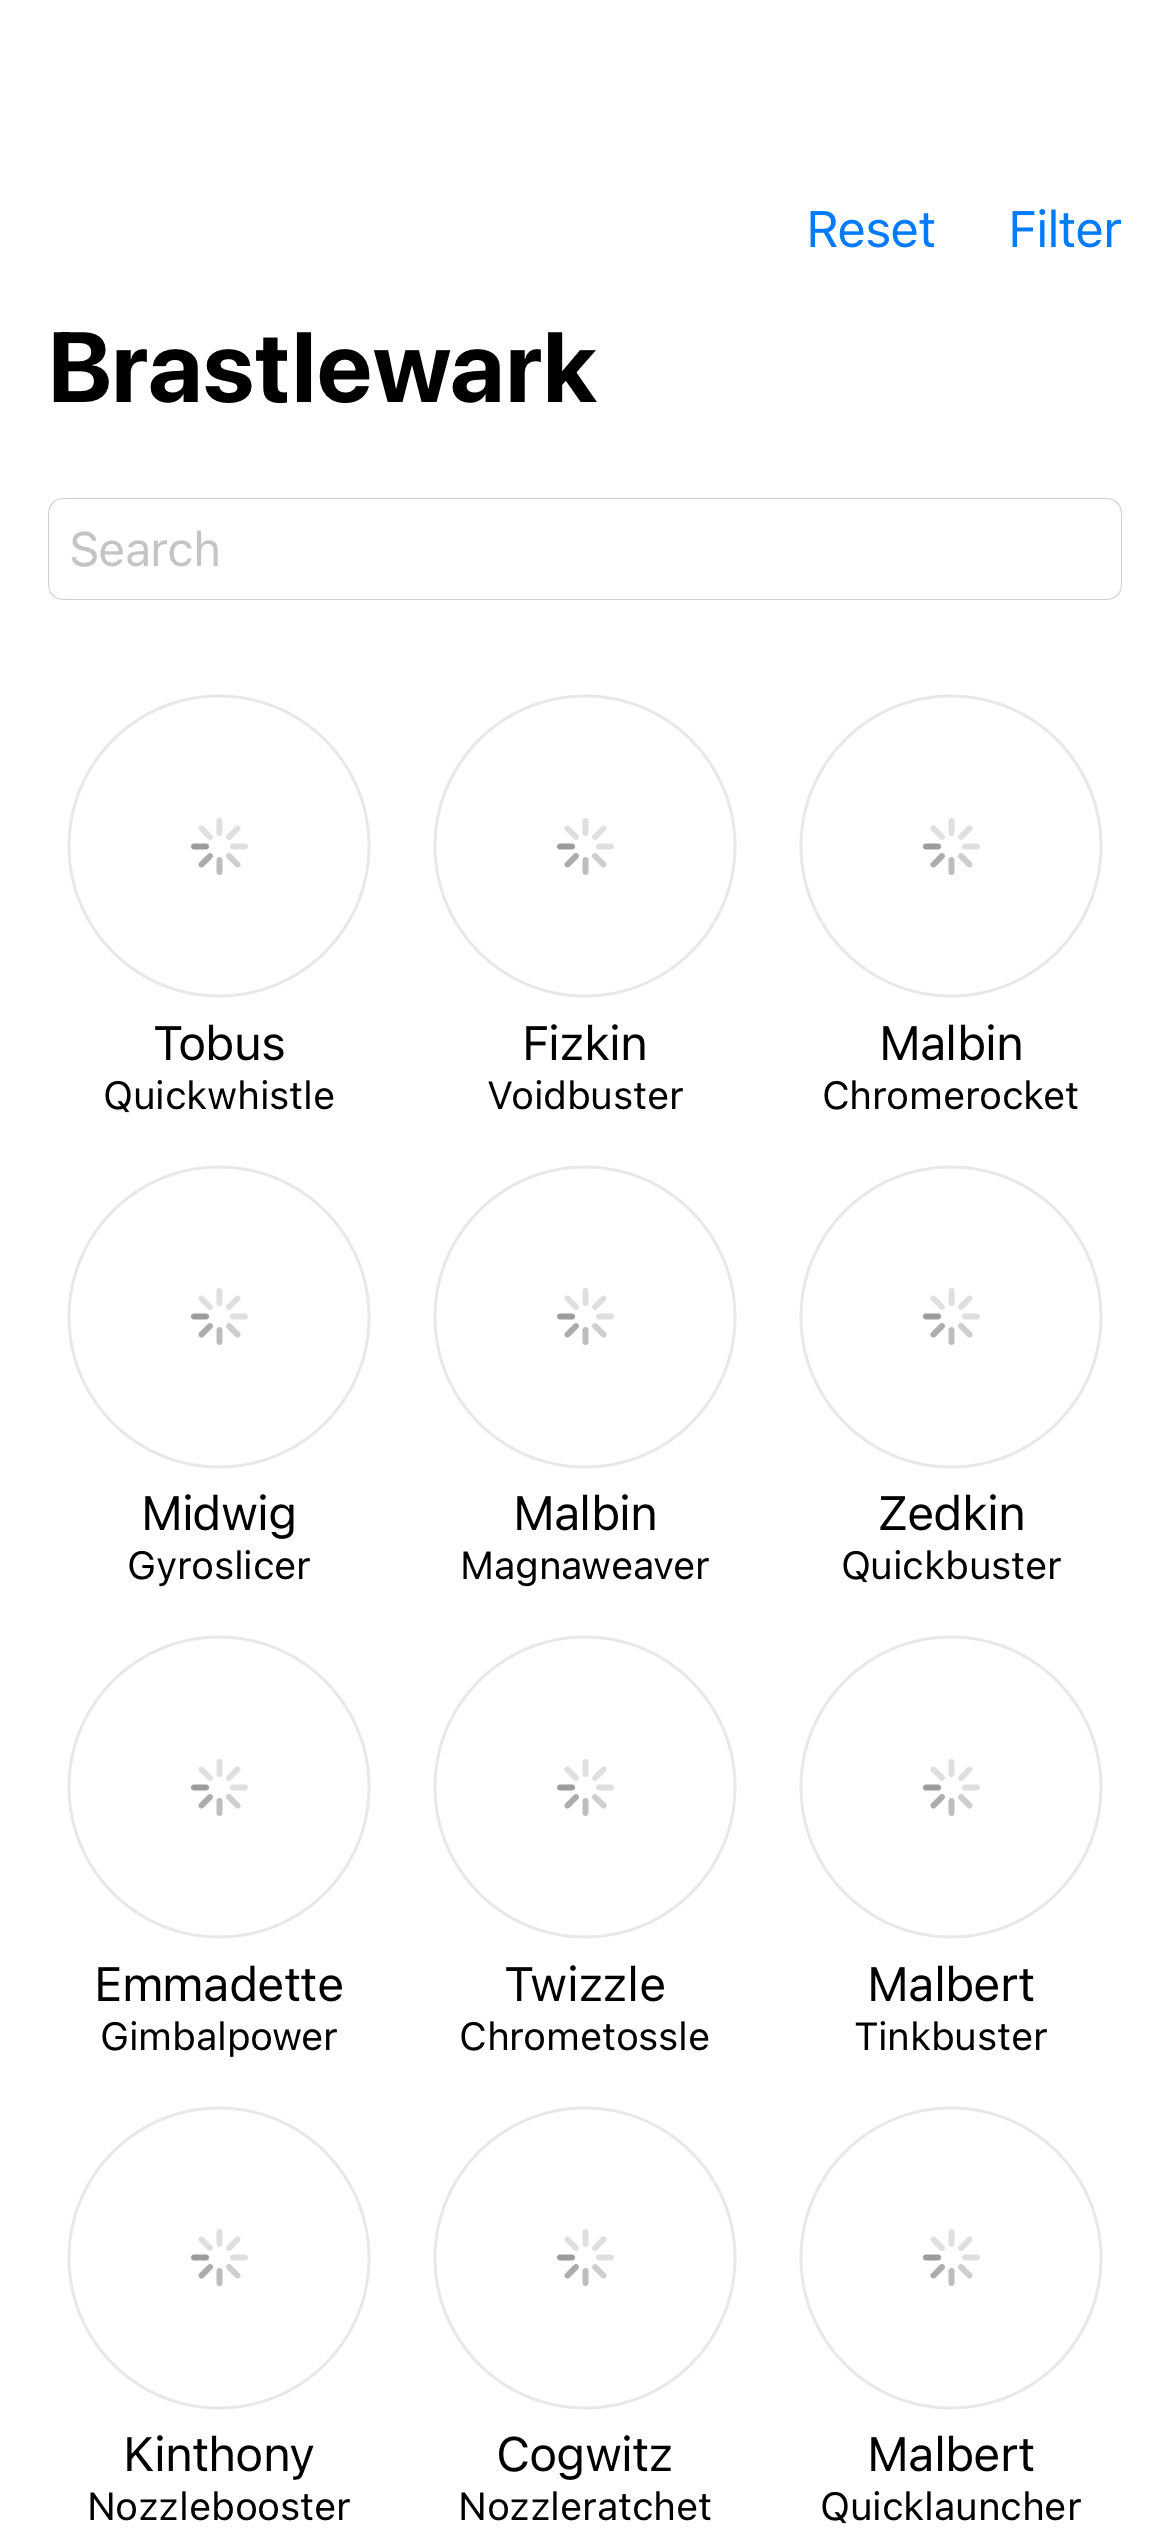 Reset Filter
Brastlewark
Search
Tobus Fizkin Malbin
Quickwhistle Voidbuster Chromerocket
Midwig Malbin Zedkin
Gyroslicer Magnaweaver Quickbuster
Emmadette Twizzle Malbert
Gimbalpower Chrometossle Tinkbuster
Kinthony Cogwitz Malbert
Nozzlebooster Nozzleratchet Quicklauncher